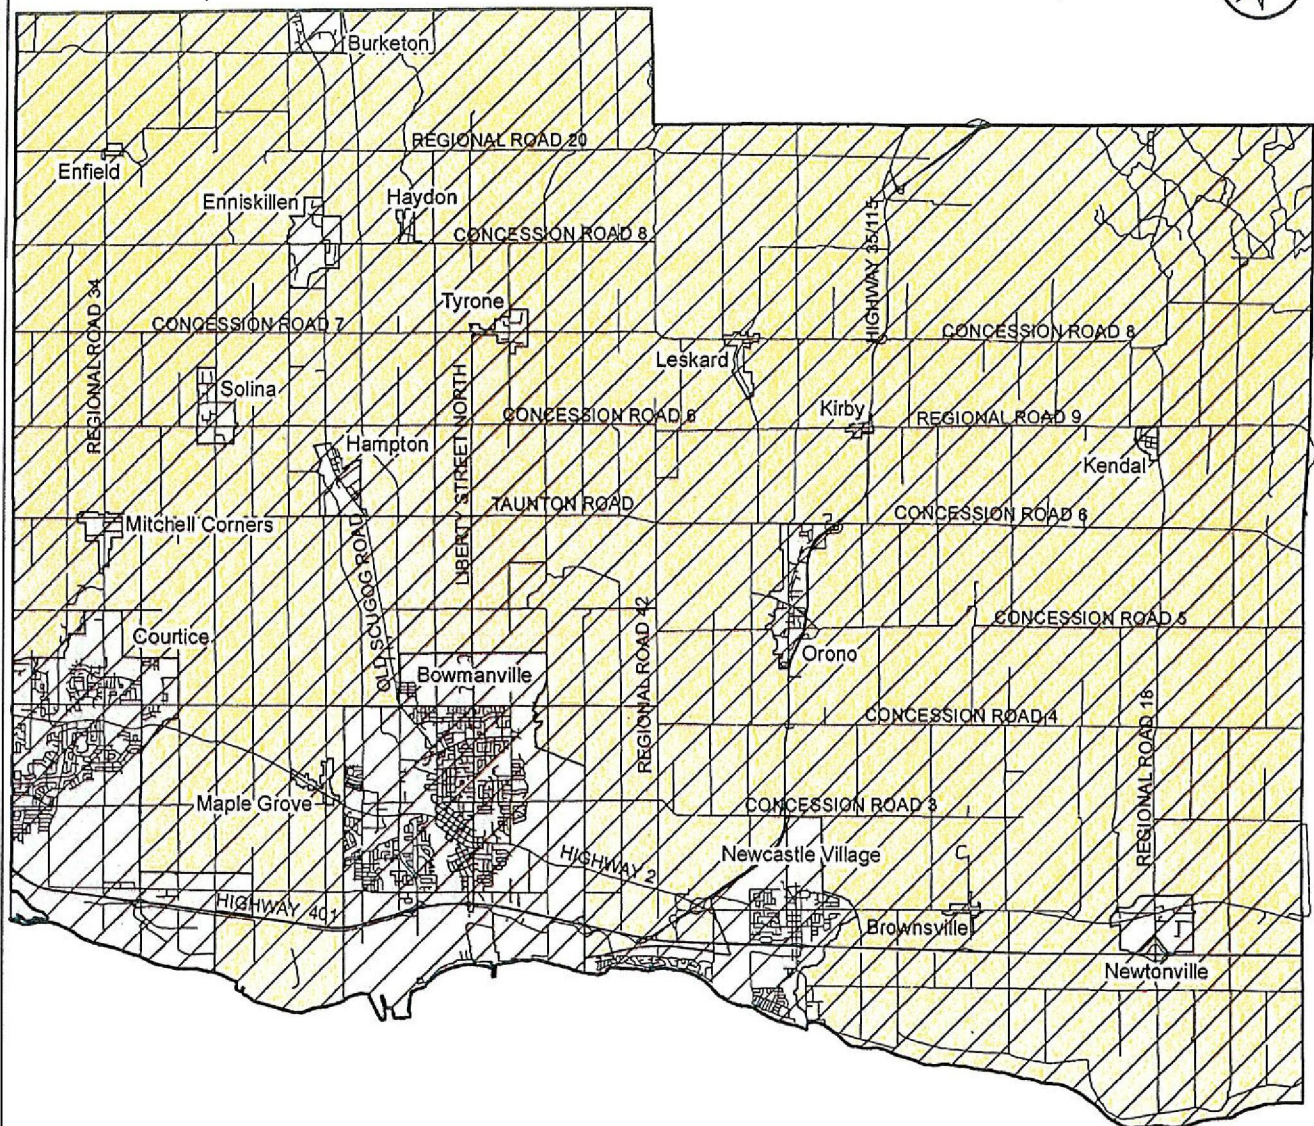 Burketon
REGIONAL ROAD 20
Enfield
Enniskillen
Haydon
CONCESSION ROAD 8
HIGHWAY 35/115
REGIONAL ROAD 34
Tyrone
CONCESSION ROAD 7
CONCESSION ROAD 8
Leskard
Solina
LIBERTY STREET NORTH
CONCESSION ROAD 6
Kirby
REGIONAL ROAD 9
Hampton
Kendal
TAUNTON ROAD
CONCESSION ROAD 6
Mitchell Corners
OLD SCUGOG ROAD
CONCESSION ROAD 5
Courtice
REGIONAL ROAD 42
Orono
Bowmanville
CONCESSION ROAD 4
REGIONAL ROAD 18
Maple Grove
CONCESSION ROAD 3
HIGHWAY 2
Newcastle Village
HIGHWAY 401
Brownsville
Newtonville